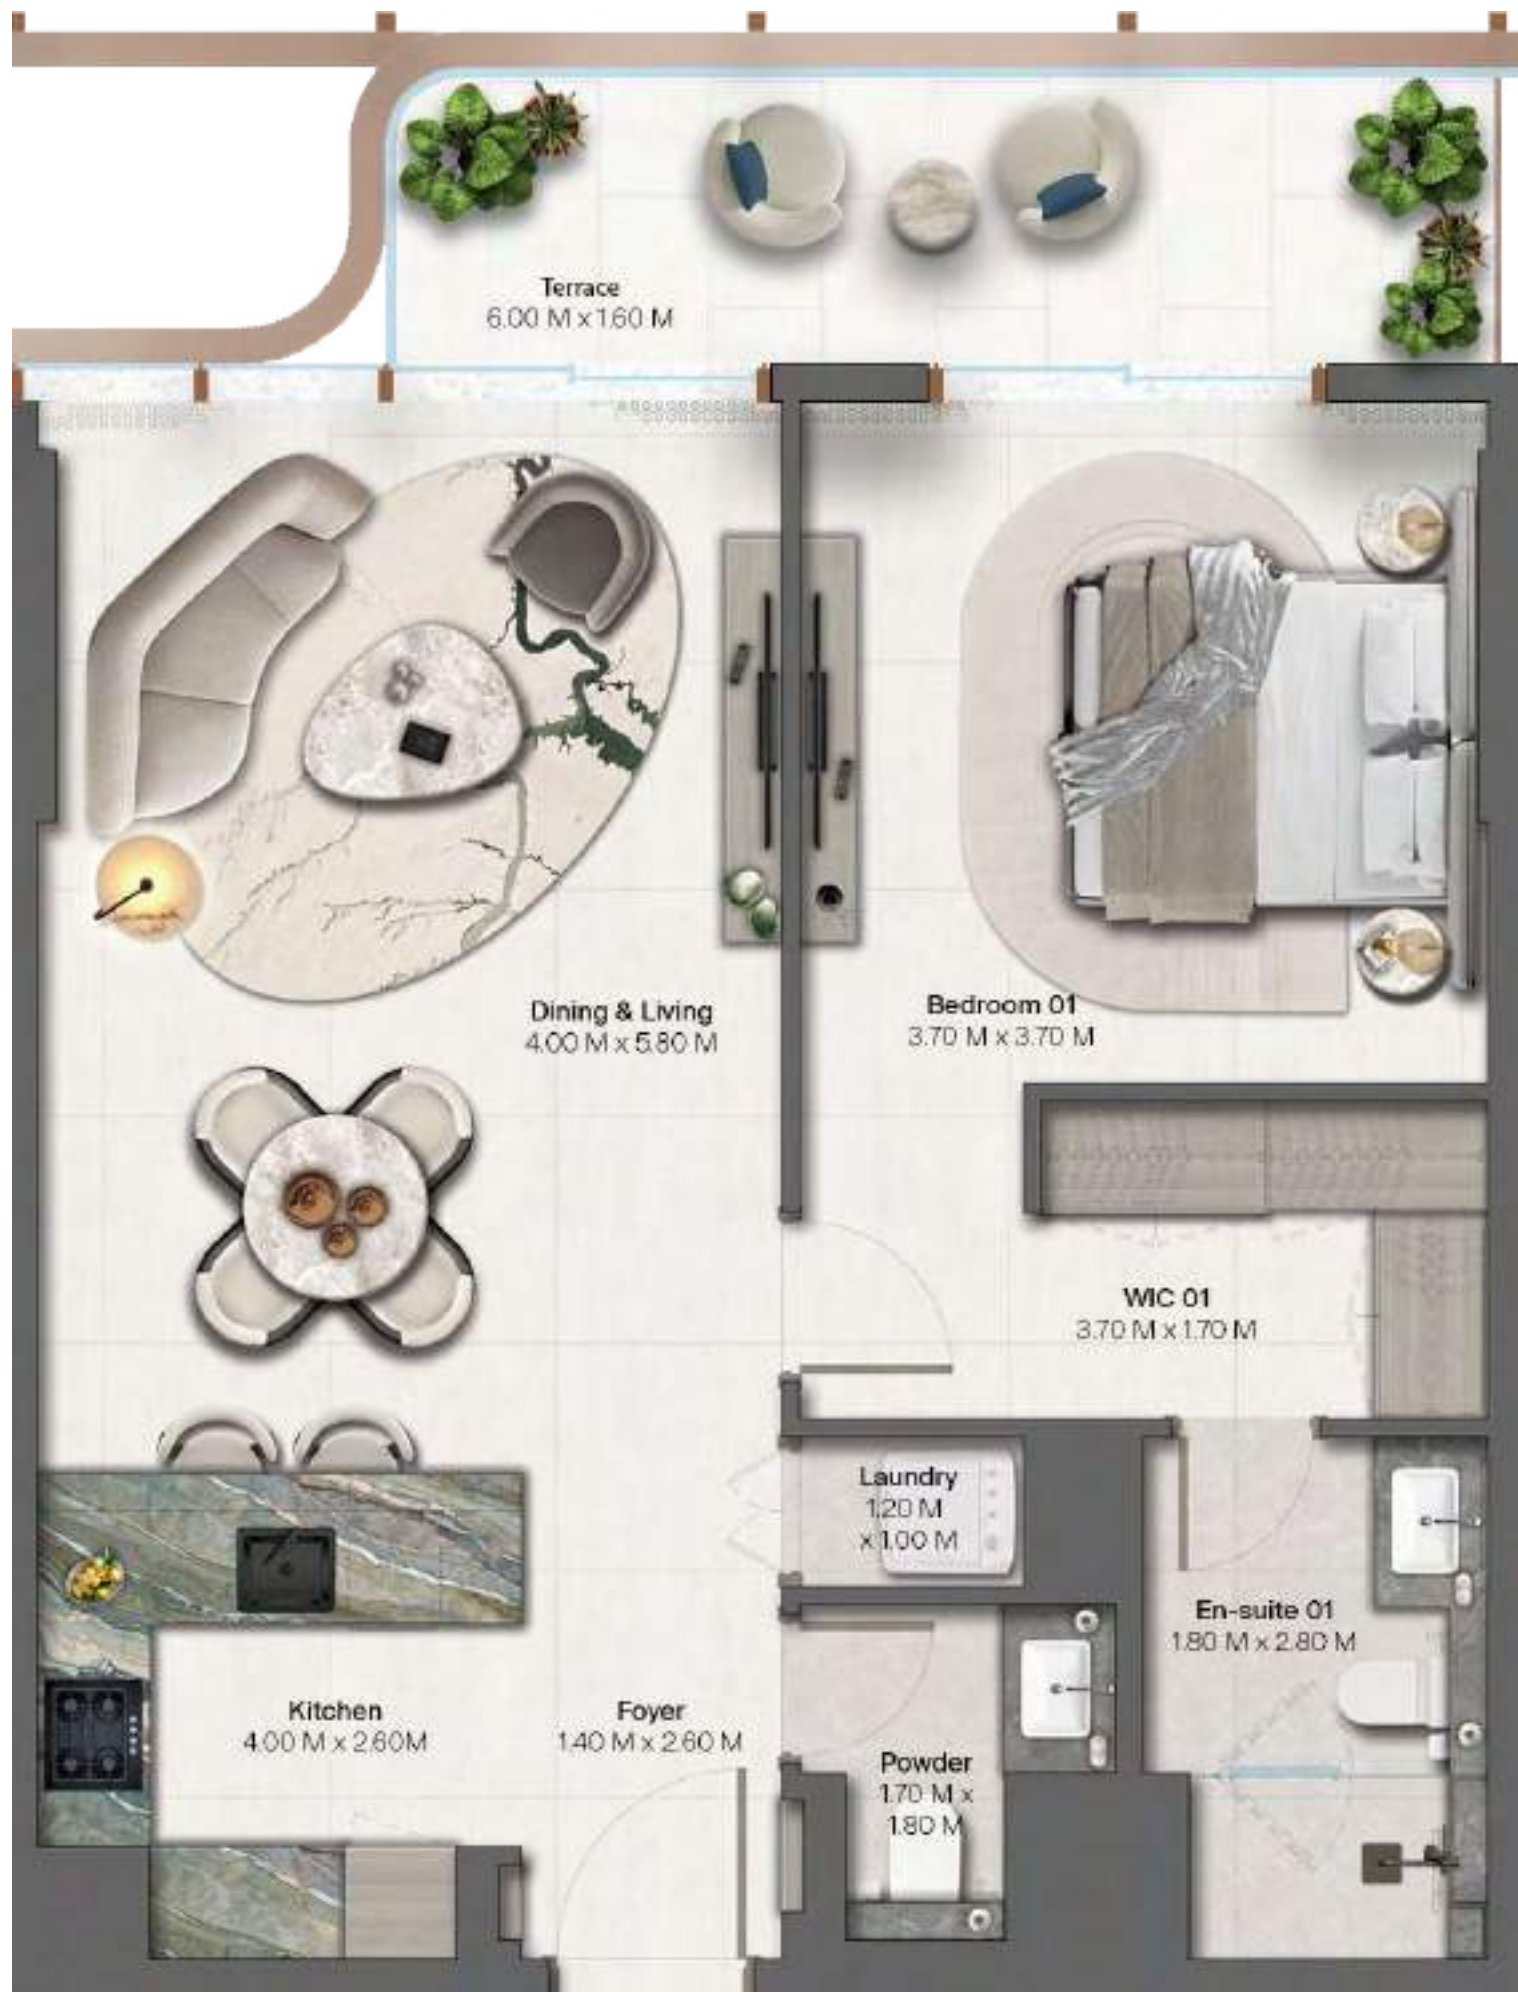 Terrace
6.00 M x 1.60 M
Dining & Living
4.00 M x 5.80 M
Bedroom 01
3.70 M x 3.70 M
WIC 01
3.70 M x 1.70 M
Laundry
1.20 M
x 1.00 M
En-suite 01
1.80 M x 2.80 M
Kitchen
4.00 M x 2.60M
Foyer
1.40 M x 2.60 M
Powder
1.70 M x
1.80 M